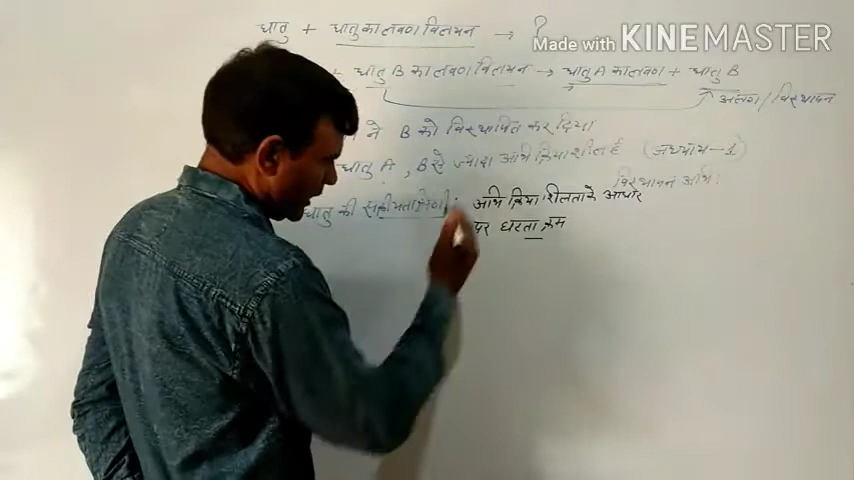 Made with KINEMASTER
धातु + धातु का लवण विलयन → ?
+ धातु B का लवण विलयन → धातु A का लवण + धातु B
अलग / विस्थापन
ने B को विस्थापित कर दिया
धातु A, B से ज्यादा अभिक्रियाशील है (अध्याय-1)
विस्थापन अभि:
धातु की सक्रीयता श्रेणी: अभिक्रियाशीलता के आधार
पर घटता क्रम